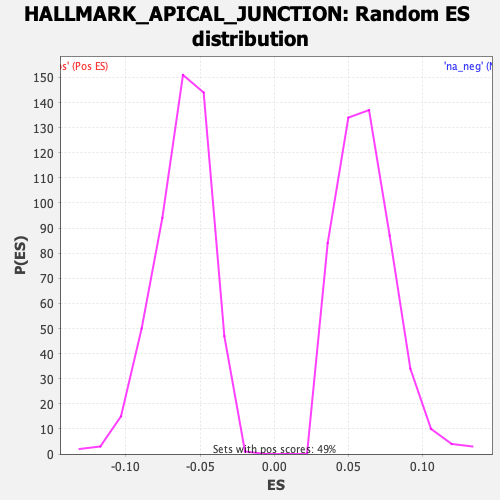 HALLMARK_APICAL_JUNCTION: Random ES
distribution
(Pos ES)
'na_neg'
150
140
130
120
110
100
90
80
70
60
50
40
30
20
10
0
P(ES)
Sets with pos scores: 49%
-0.10 -0.05 0.00 0.05 0.10
ES